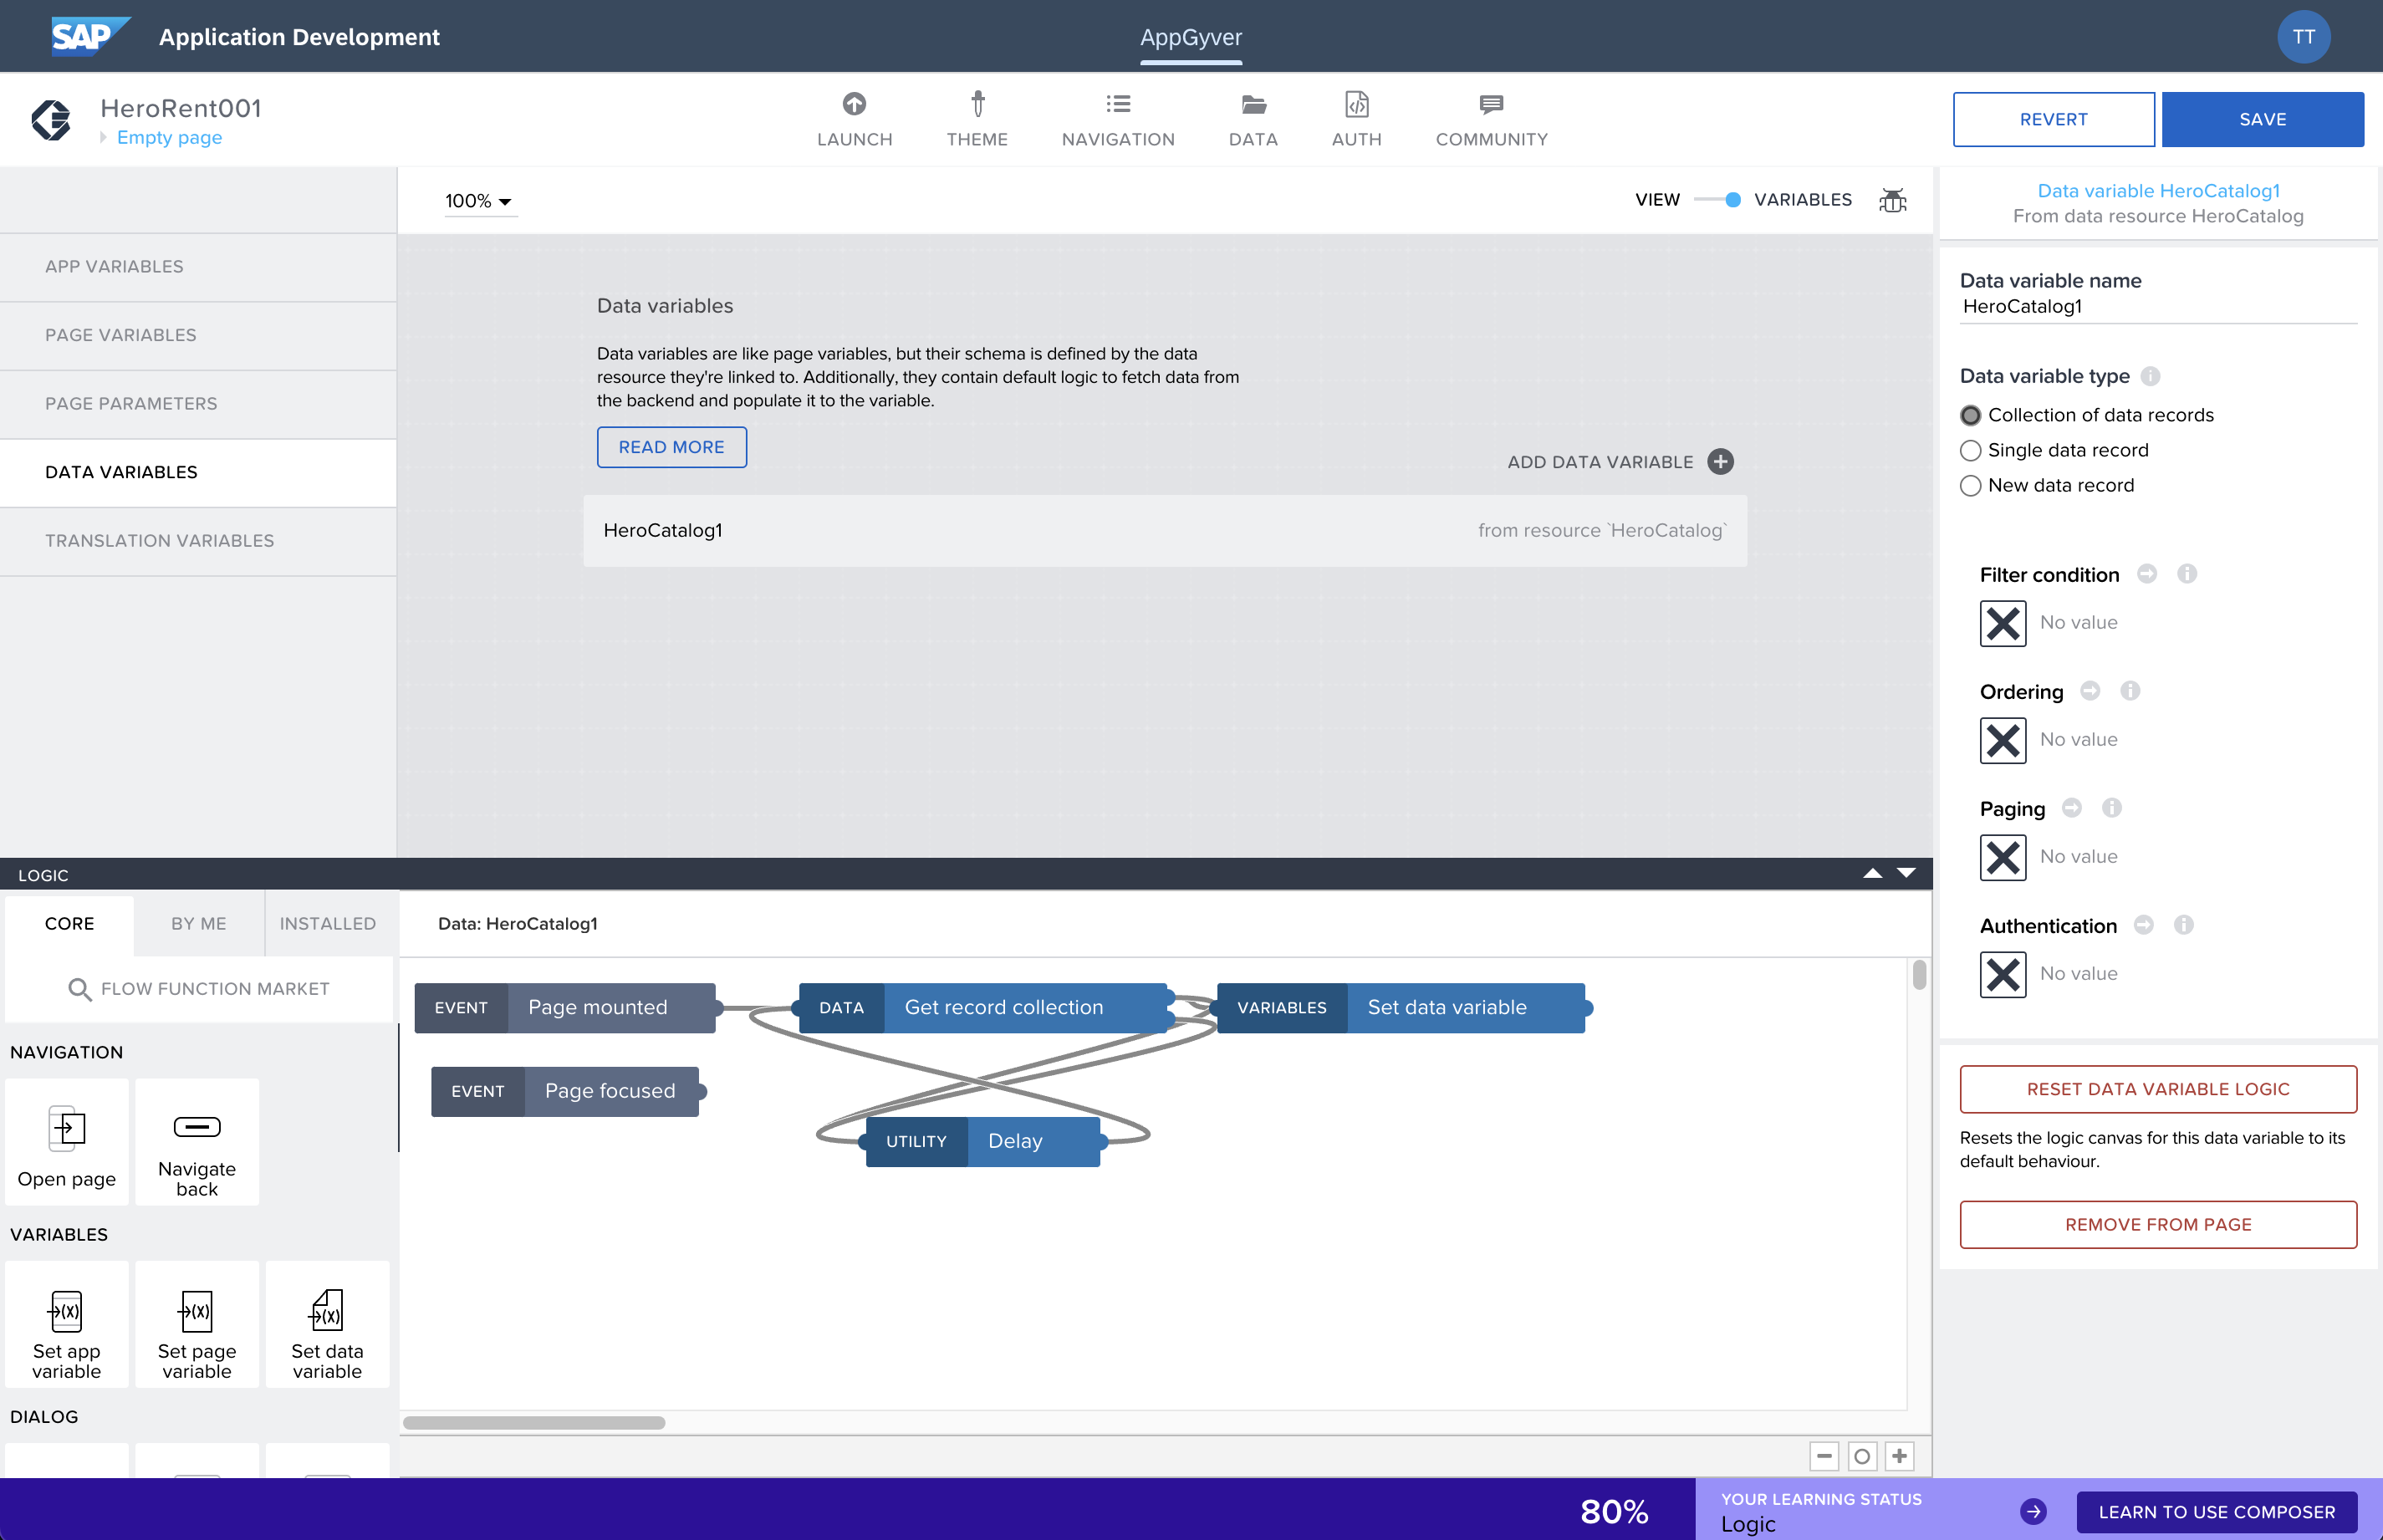 SAP
Application Development
AppGyver
TT
HeroRent001
Empty page
LAUNCH
THEME
NAVIGATION
DATA
AUTH
COMMUNITY
REVERT
SAVE
100%
VIEW
VARIABLES
APP VARIABLES
PAGE VARIABLES
PAGE PARAMETERS
DATA VARIABLES
TRANSLATION VARIABLES
Data variables
Data variables are like page variables, but their schema is defined by the data
resource they're linked to. Additionally, they contain default logic to fetch data from
the backend and populate it to the variable.
READ MORE
ADD DATA VARIABLE
HeroCatalog1
from resource `HeroCatalog`
Data variable HeroCatalog1
From data resource HeroCatalog
Data variable name
HeroCatalog1
Data variable type
Collection of data records
Single data record
New data record
Filter condition
No value
Ordering
No value
Paging
No value
Authentication
No value
RESET DATA VARIABLE LOGIC
Resets the logic canvas for this data variable to its
default behaviour.
REMOVE FROM PAGE
LOGIC
CORE
BY ME
INSTALLED
FLOW FUNCTION MARKET
NAVIGATION
Open page
Navigate
back
VARIABLES
(x)
(x)
(x)
Set app
variable
Set page
variable
Set data
variable
DIALOG
Data: HeroCatalog1
EVENT
Page mounted
DATA
Get record collection
VARIABLES
Set data variable
EVENT
Page focused
UTILITY
Delay
80%
YOUR LEARNING STATUS
Logic
LEARN TO USE COMPOSER